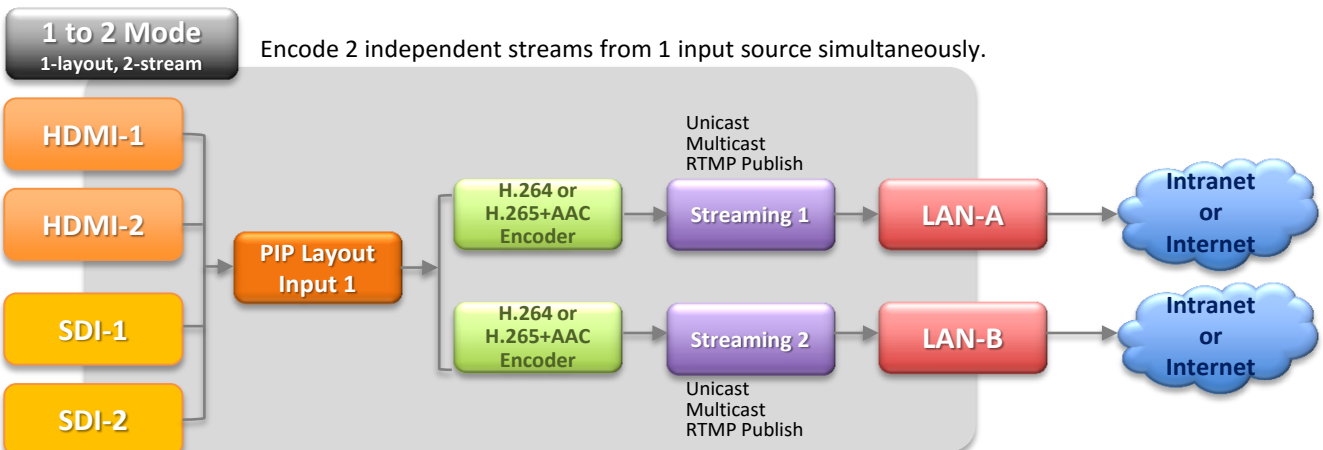 1 to 2 Mode
1-layout, 2-stream
Encode 2 independent streams from 1 input source simultaneously.
HDMI-1
HDMI-2
SDI-1
SDI-2
PIP Layout
Input 1
H.264 or
H.265+AAC
Encoder
Unicast
Multicast
RTMP Publish
Streaming 1
LAN-A
Intranet
or
Internet
H.264 or
H.265+AAC
Encoder
Streaming 2
Unicast
Multicast
RTMP Publish
LAN-B
Intranet
or
Internet